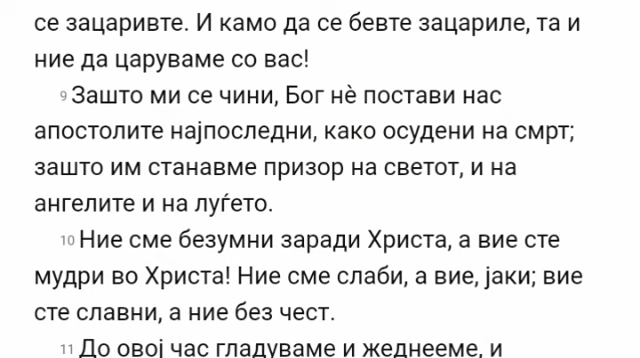 се зацаривте. И камо да се бевте зацариле, та и
ние да царуваме со вас!
9 Зашто ми се чини, Бог нѐ постави нас
апостолите најпоследни, како осудени на смрт;
зашто им станавме призор на светот, и на
ангелите и на луѓето.
10 Ние сме безумни заради Христа, а вие сте
мудри во Христа! Ние сме слаби, а вие, јаки; вие
сте славни, а ние без чест.
11 До овој час гладуваме и жеднееме, и